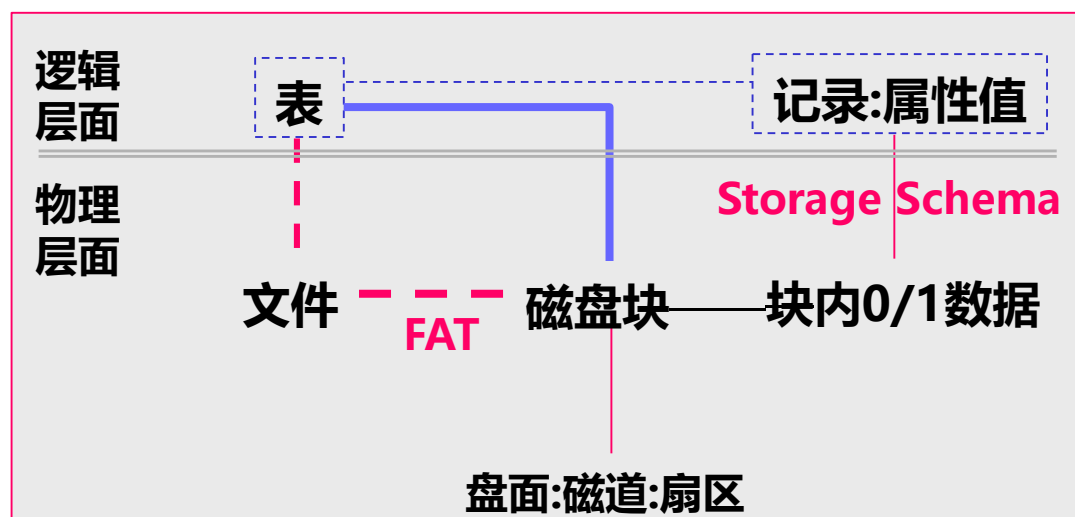 逻辑
层面
表
记录:属性值
物理
层面
Storage Schema
文件
FAT
磁盘块
块内0/1数据
盘面:磁道:扇区